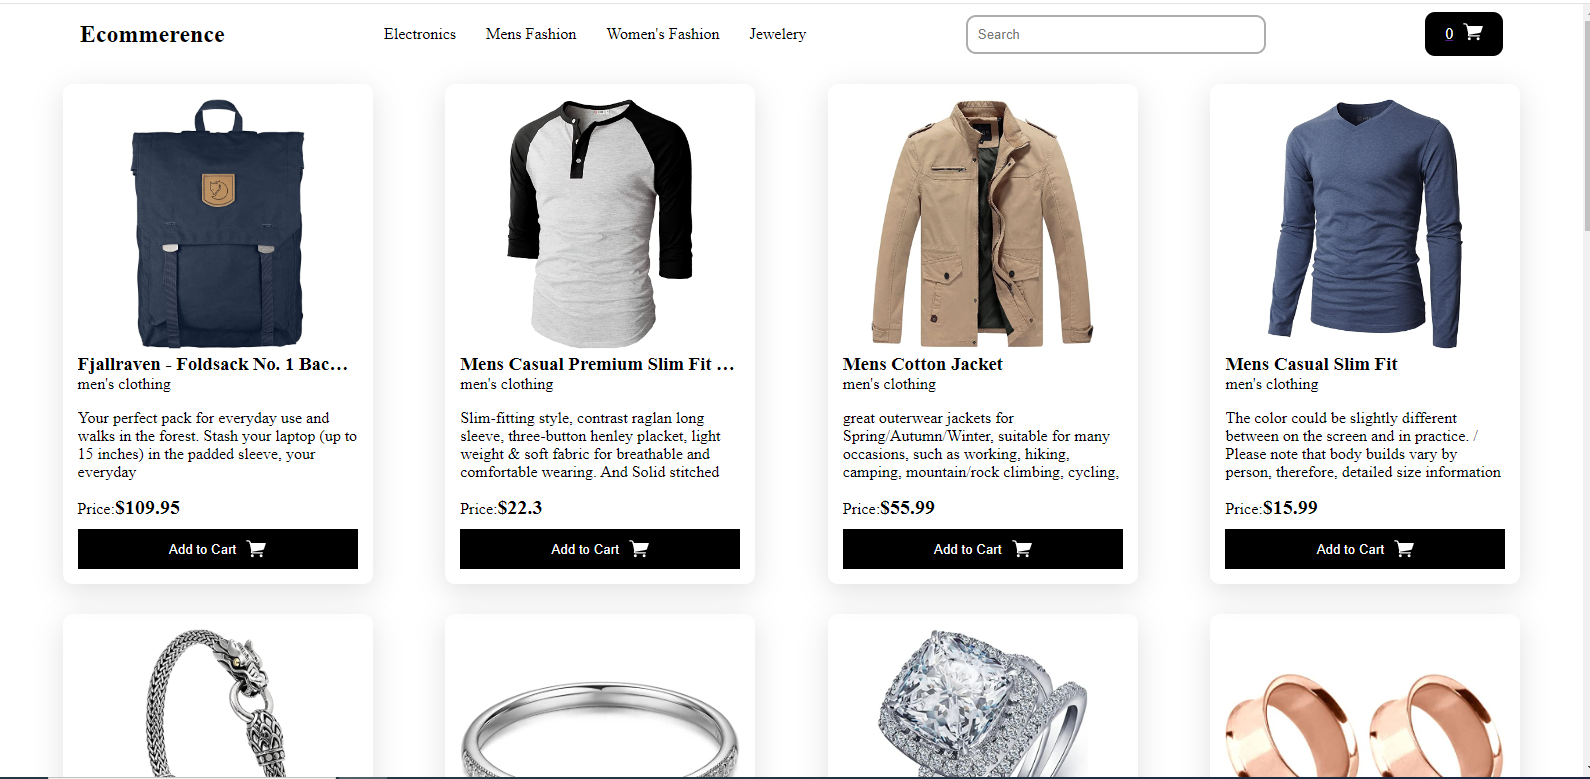 Ecommerence
Electronics
Mens Fashion
Women's Fashion
Jewelery
Search
0
Fjallraven - Foldsack No. 1 Bac…
men's clothing
Your perfect pack for everyday use and
walks in the forest. Stash your laptop (up to
15 inches) in the padded sleeve, your
everyday
Price:$109.95
Add to Cart
Mens Casual Premium Slim Fit …
men's clothing
Slim-fitting style, contrast raglan long
sleeve, three-button henley placket, light
weight & soft fabric for breathable and
comfortable wearing. And Solid stitched
Price:$22.3
Add to Cart
Mens Cotton Jacket
men's clothing
great outerwear jackets for
Spring/Autumn/Winter, suitable for many
occasions, such as working, hiking,
camping, mountain/rock climbing, cycling,
Price:$55.99
Add to Cart
Mens Casual Slim Fit
men's clothing
The color could be slightly different
between on the screen and in practice. /
Please note that body builds vary by
person, therefore, detailed size information
Price:$15.99
Add to Cart